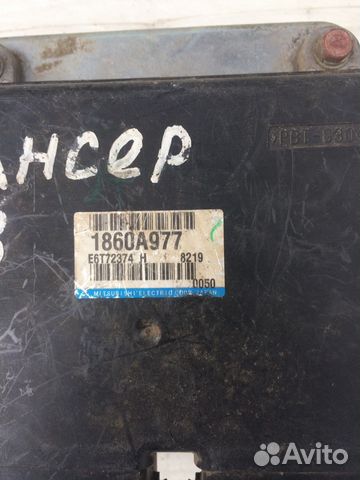 АНСЕР
1860A977
E6T72374 H 8219
0050
MITSUBISHI ELECTRIC CORP. JAPAN
Avito